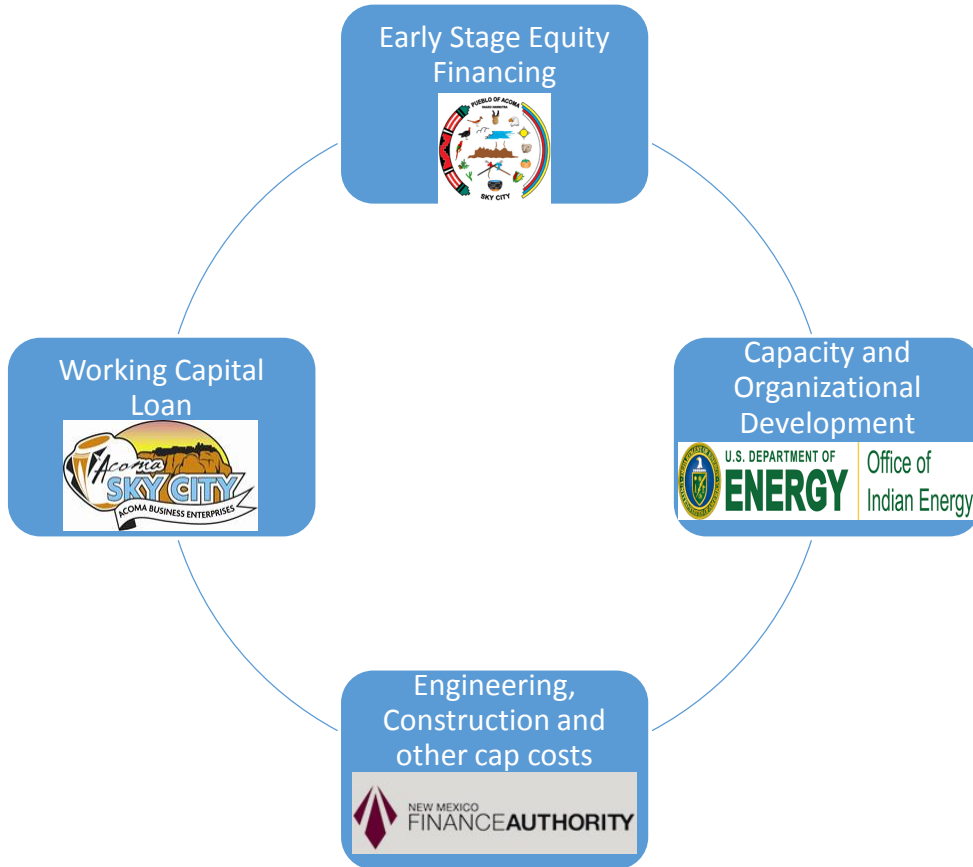 Early Stage Equity
Financing
PUEBLO OF ACOMA
SKY CITY
Working Capital
Loan
Acoma
SKY CITY
ACOMA BUSINESS ENTERPRISES
Capacity and
Organizational
Development
U.S. DEPARTMENT OF
ENERGY
Office of
Indian Energy
Engineering,
Construction and
other cap costs
NEW MEXICO
FINANCEAUTHORITY